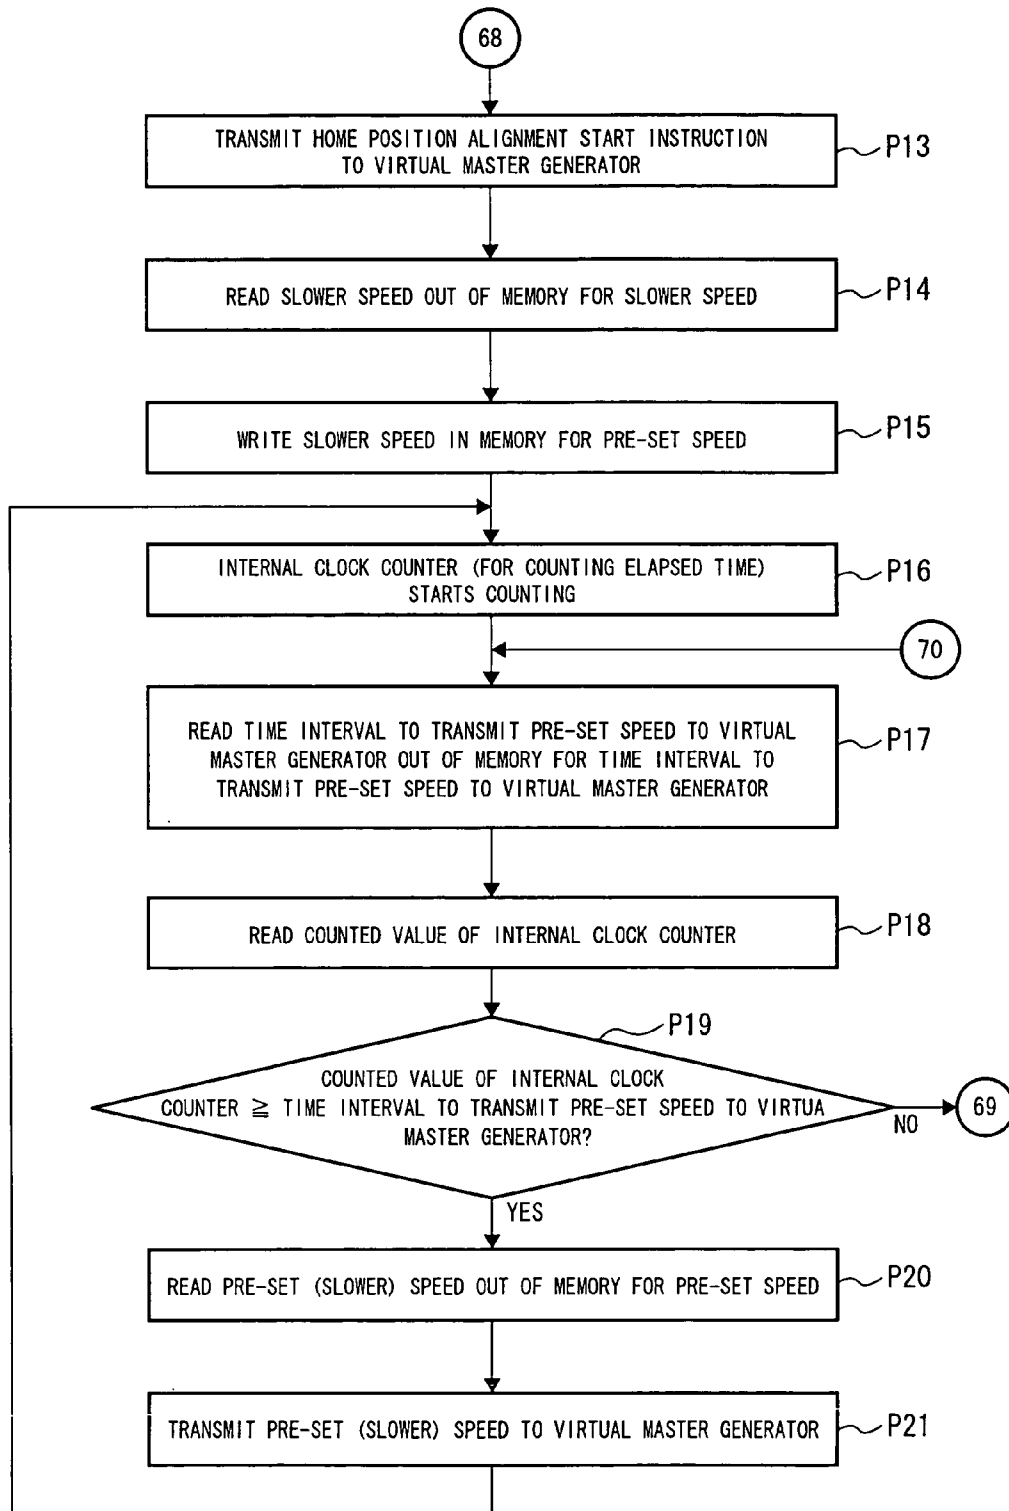 68
TRANSMIT HOME POSITION ALIGNMENT START INSTRUCTION
TO VIRTUAL MASTER GENERATOR
P13
READ SLOWER SPEED OUT OF MEMORY FOR SLOWER SPEED
P14
WRITE SLOWER SPEED IN MEMORY FOR PRE-SET SPEED
P15
INTERNAL CLOCK COUNTER (FOR COUNTING ELAPSED TIME)
STARTS COUNTING
P16
70
READ TIME INTERVAL TO TRANSMIT PRE-SET SPEED TO VIRTUAL
MASTER GENERATOR OUT OF MEMORY FOR TIME INTERVAL TO
TRANSMIT PRE-SET SPEED TO VIRTUAL MASTER GENERATOR
P17
READ COUNTED VALUE OF INTERNAL CLOCK COUNTER
P18
P19
COUNTED VALUE OF INTERNAL CLOCK
COUNTER ≧ TIME INTERVAL TO TRANSMIT PRE-SET SPEED TO VIRTUA
MASTER GENERATOR?
NO
69
YES
READ PRE-SET (SLOWER) SPEED OUT OF MEMORY FOR PRE-SET SPEED
P20
TRANSMIT PRE-SET (SLOWER) SPEED TO VIRTUAL MASTER GENERATOR
P21